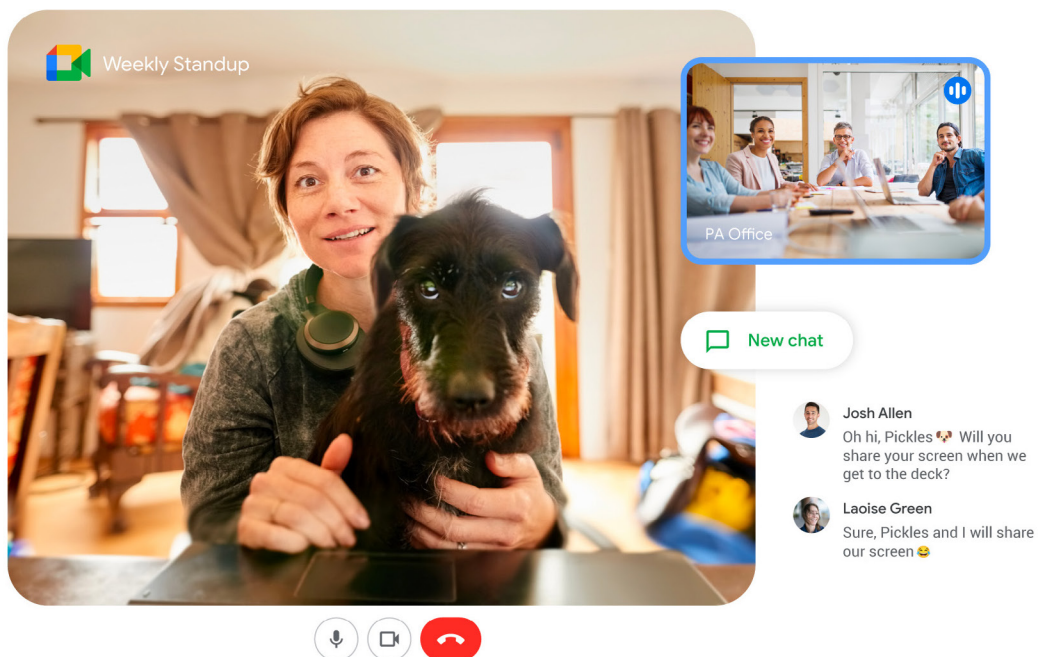 Weekly Standup
PA Office
New chat
Josh Allen
Oh hi, Pickles 🐶 Will you
share your screen when we
get to the deck?
Laoise Green
Sure, Pickles and I will share
our screen 😂